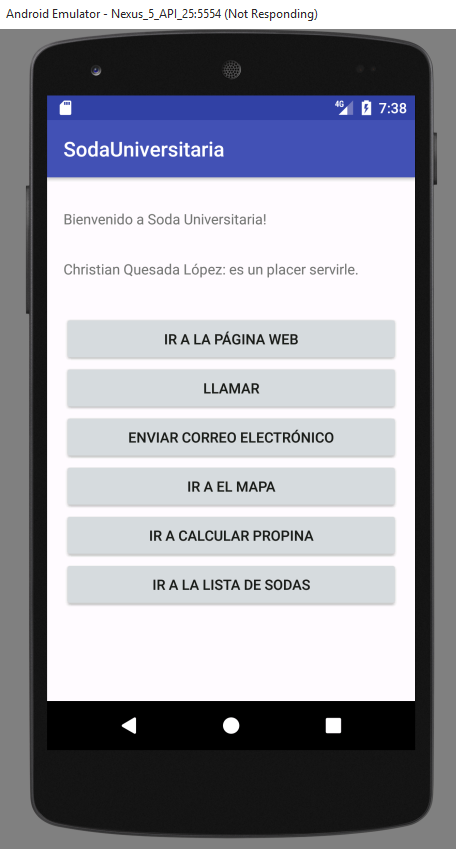 Android Emulator - Nexus_5_API_25:5554 (Not Responding)
4G 7:38
SodaUniversitaria
Bienvenido a Soda Universitaria!
Christian Quesada López: es un placer servirle.
IR A LA PÁGINA WEB
LLAMAR
ENVIAR CORREO ELECTRÓNICO
IR A EL MAPA
IR A CALCULAR PROPINA
IR A LA LISTA DE SODAS